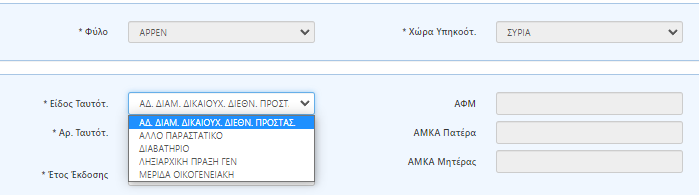 * Φύλο ΑΡΡΕΝ * Χώρα Υπηκοότ. ΣΥΡΙΑ
* Είδος Ταυτότ. ΑΔ. ΔΙΑΜ. ΔΙΚΑΙΟΥΧ. ΔΙΕΘΝ. ΠΡΟΣΤ ΑΦΜ
ΑΔ. ΔΙΑΜ. ΔΙΚΑΙΟΥΧ. ΔΙΕΘΝ. ΠΡΟΣΤΑΣ.
* Αρ. Ταυτότ. ΑΛΛΟ ΠΑΡΑΣΤΑΤΙΚΟ ΑΜΚΑ Πατέρα
ΔΙΑΒΑΤΗΡΙΟ
ΛΗΞΙΑΡΧΙΚΗ ΠΡΑΞΗ ΓΕΝ ΑΜΚΑ Μητέρας
* Έτος Έκδοσης ΜΕΡΙΔΑ ΟΙΚΟΓΕΝΕΙΑΚΗ